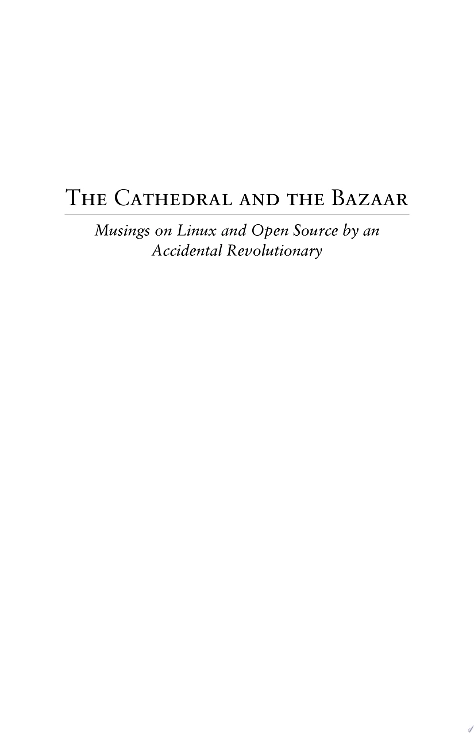 The Cathedral and the Bazaar
Musings on Linux and Open Source by an
Accidental Revolutionary